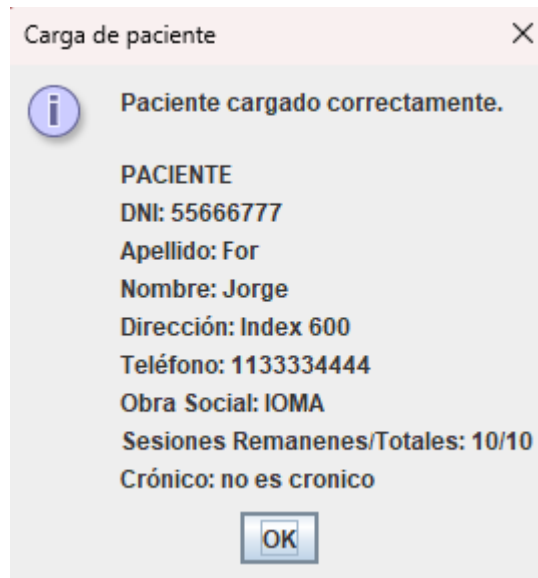 Carga de paciente
Paciente cargado correctamente.
PACIENTE
DNI: 55666777
Apellido: For
Nombre: Jorge
Dirección: Index 600
Teléfono: 1133334444
Obra Social: IOMA
Sesiones Remanenes/Totales: 10/10
Crónico: no es cronico
OK